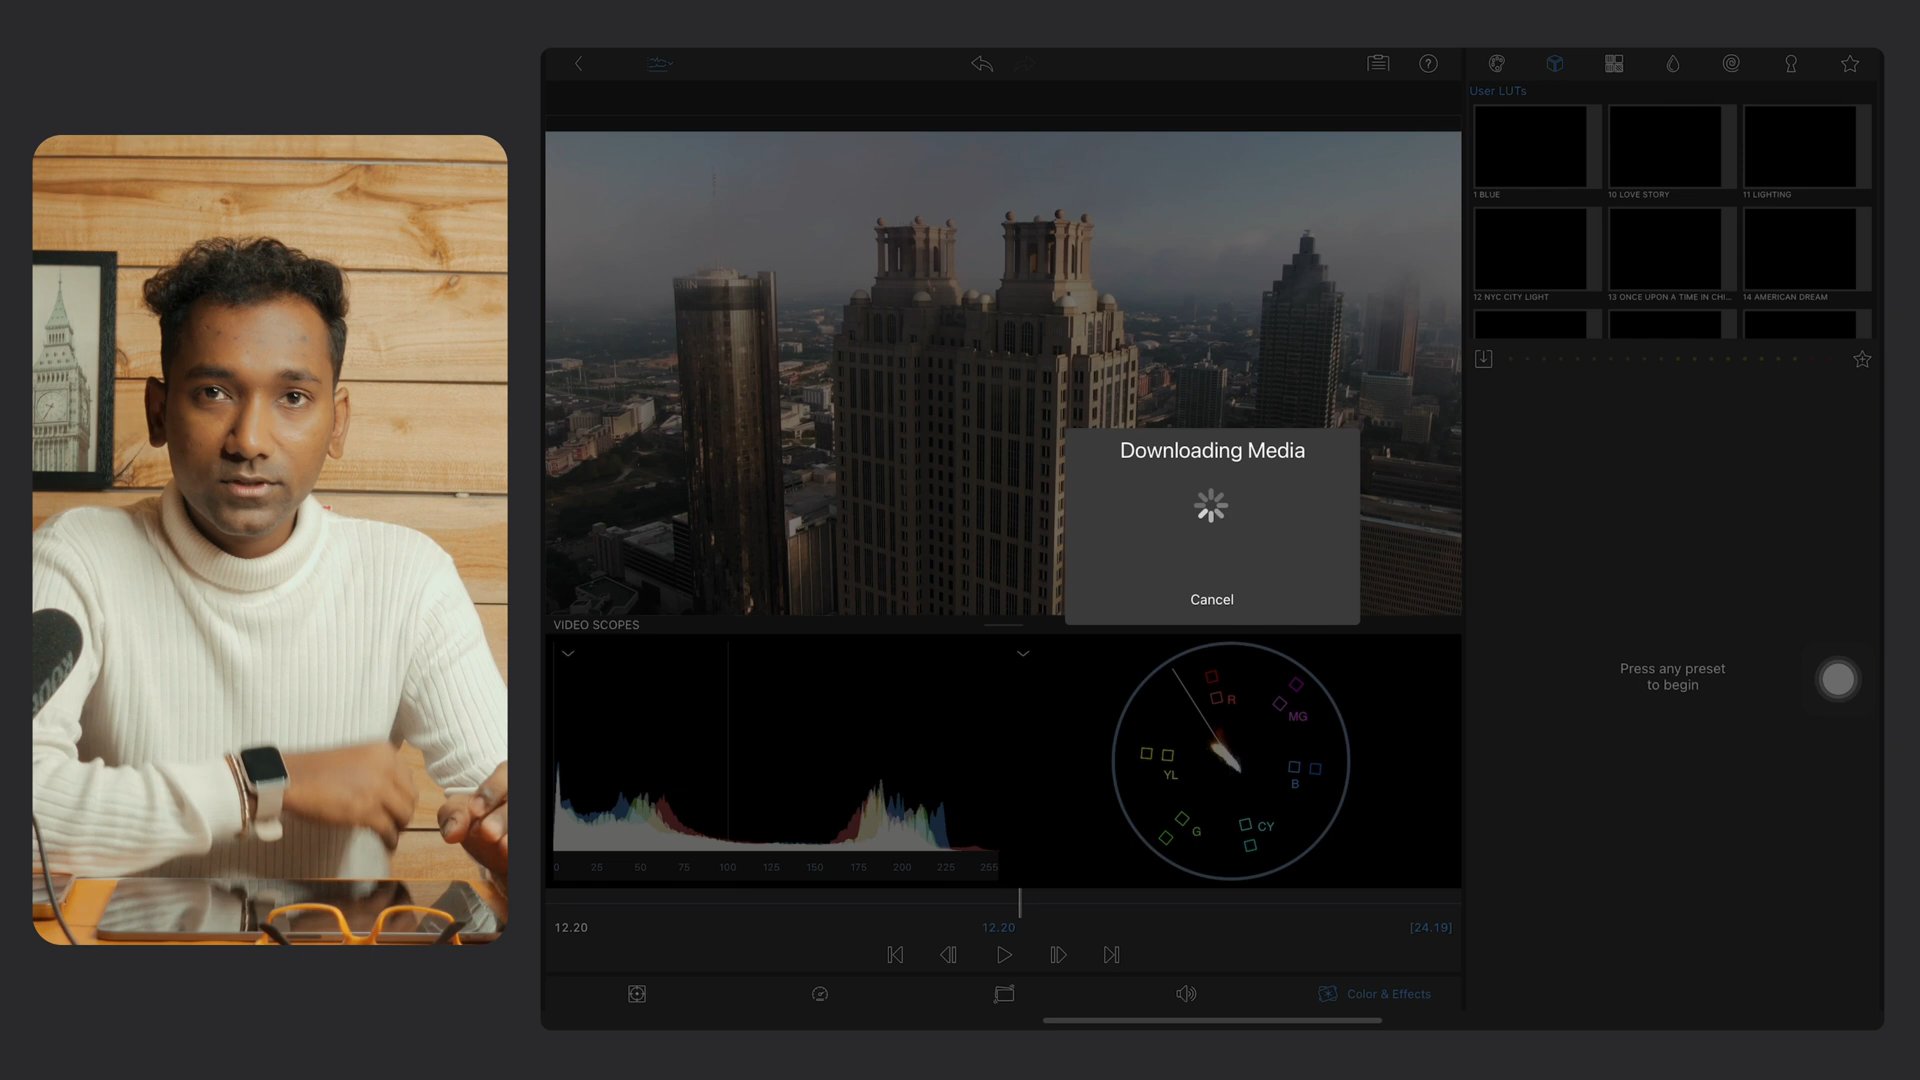 User LUTs
1 BLUE
10 LOVE STORY
11 LIGHTING
12 NYC CITY LIGHT
13 ONCE UPON A TIME IN CHI...
14 AMERICAN DREAM
Downloading Media
Cancel
VIDEO SCOPES
R
MG
YL
B
G
CY
0 25 50 75 100 125 150 175 200 225 255
Press any preset
to begin
12.20
12.20
[24.19]
Color & Effects